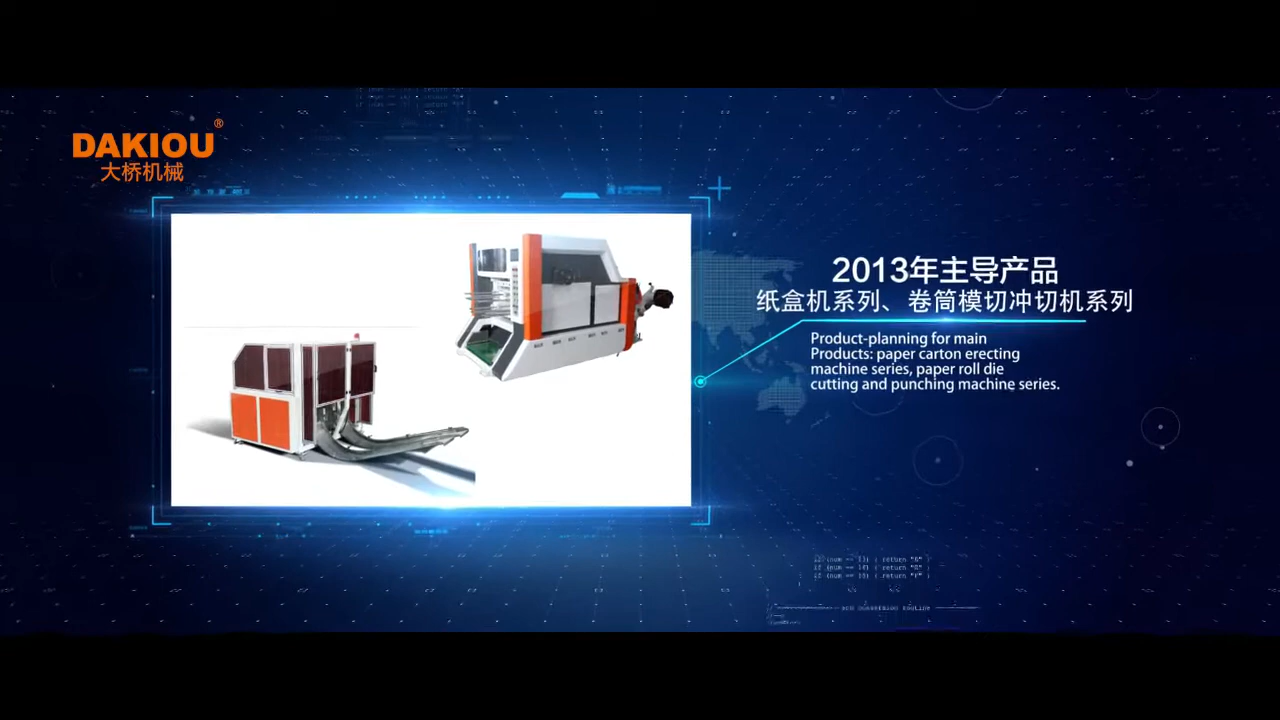 DAKIOU®
大桥机械
2013年主导产品
纸盒机系列、卷筒模切冲切机系列
Product-planning for main
Products: paper carton erecting
machine series, paper roll die
cutting and punching machine series.